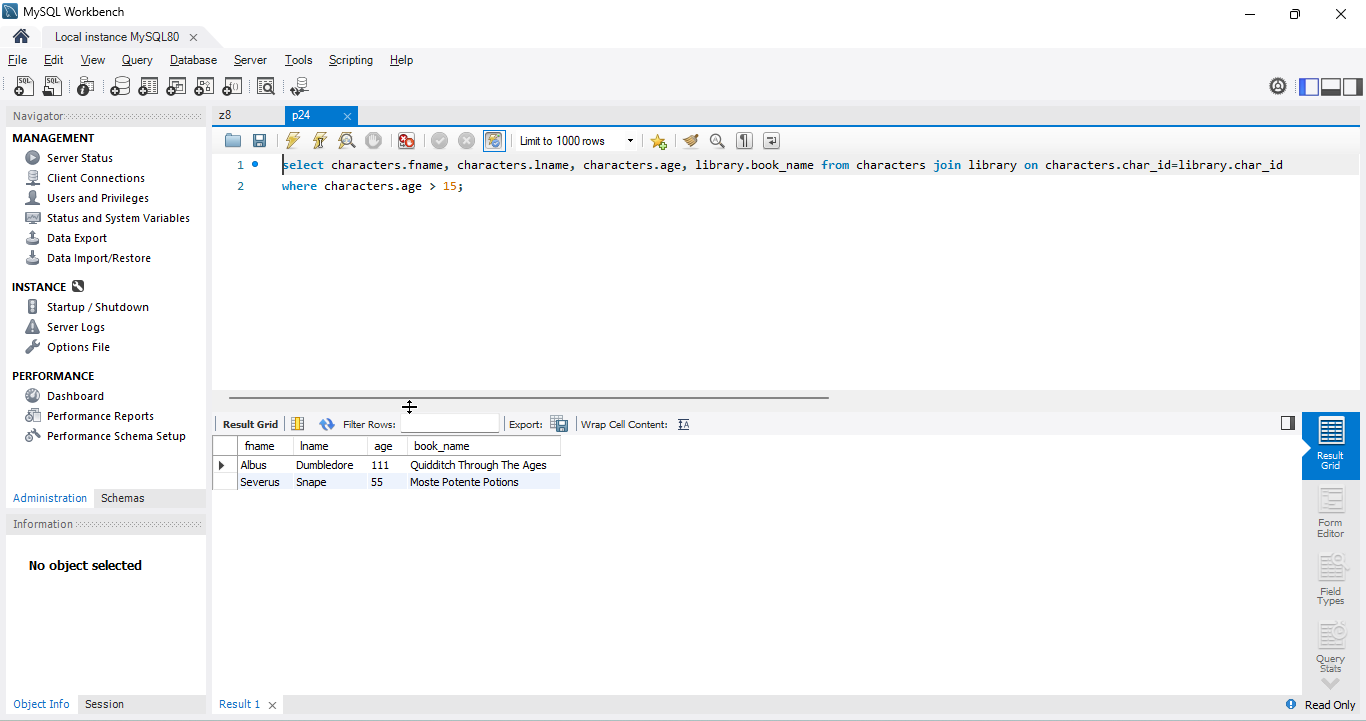 MySQL Workbench
Local instance MySQL80
File Edit View Query Database Server Tools Scripting Help
Navigator
MANAGEMENT
Server Status
Client Connections
Users and Privileges
Status and System Variables
Data Export
Data Import/Restore
INSTANCE
Startup / Shutdown
Server Logs
Options File
PERFORMANCE
Dashboard
Performance Reports
Performance Schema Setup
Administration Schemas
Information
No object selected
Object Info Session
z8 p24
Limit to 1000 rows
1 select characters.fname, characters.lname, characters.age, library.book_name from characters join library on characters.char_id=library.char_id
2 where characters.age > 15;
Result Grid Filter Rows: Export: Wrap Cell Content:
fname lname age book_name
Albus Dumbledore 111 Quidditch Through The Ages
Severus Snape 55 Moste Potente Potions
Result
Grid
Form
Editor
Field
Types
Query
Stats
Result 1
Read Only